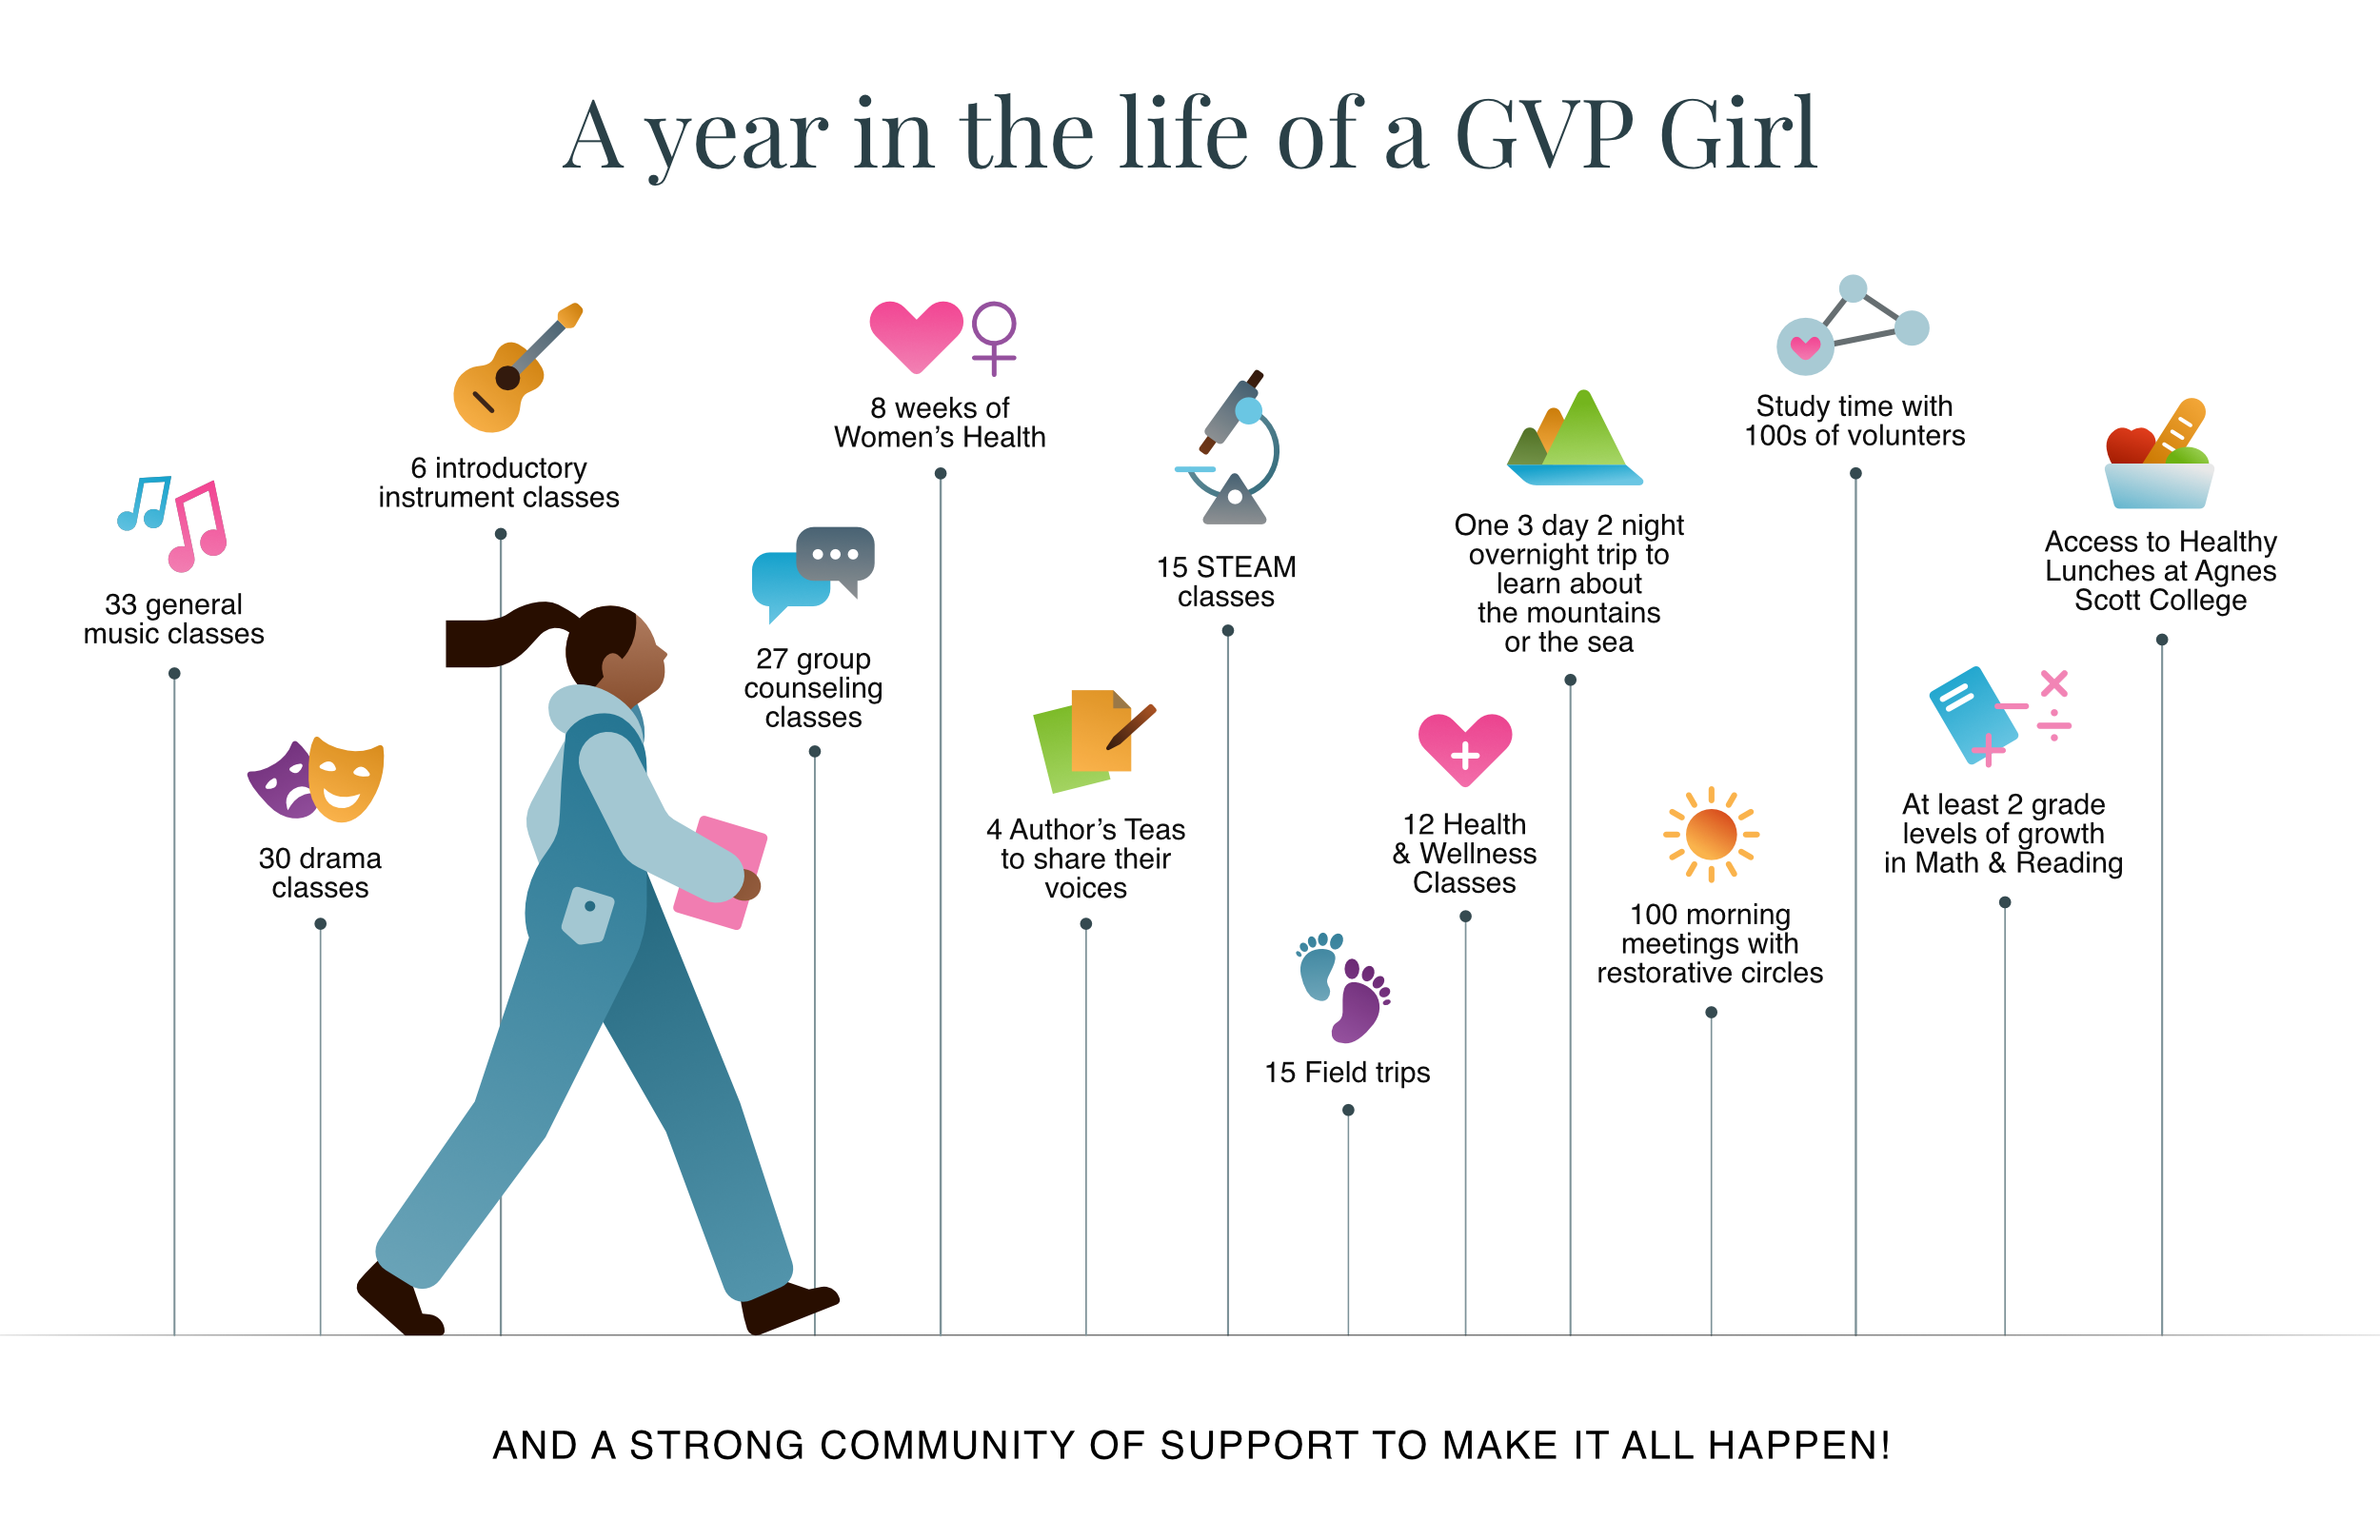 A year in the life of a GVP Girl
33 general
music classes
30 drama
classes
6 introductory
instrument classes
27 group
counseling
classes
8 weeks of
Women’s Health
4 Author’s Teas
to share their
voices
15 STEAM
classes
15 Field trips
12 Health
& Wellness
Classes
One 3 day 2 night
overnight trip to
learn about
the mountains
or the sea
100 morning
meetings with
restorative circles
Study time with
100s of volunters
At least 2 grade
levels of growth
in Math & Reading
Access to Healthy
Lunches at Agnes
Scott College
AND A STRONG COMMUNITY OF SUPPORT TO MAKE IT ALL HAPPEN!